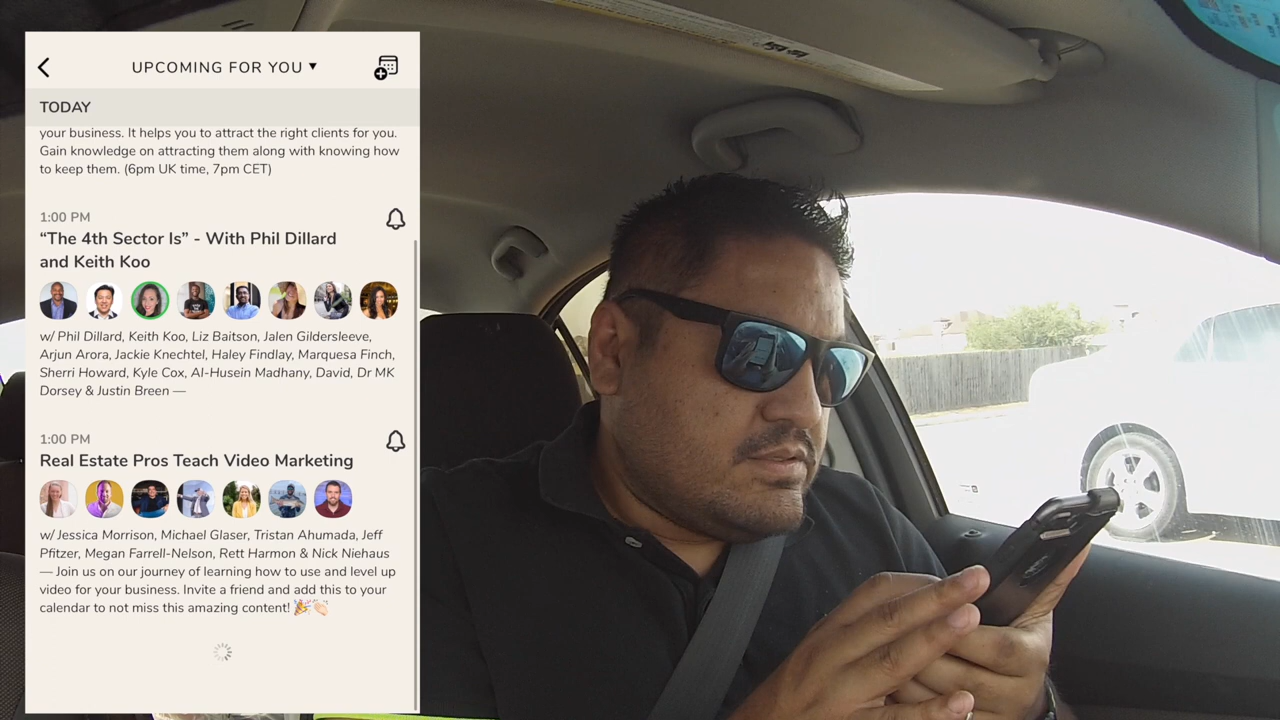 UPCOMING FOR YOU ▼
TODAY
your business. It helps you to attract the right clients for you.
Gain knowledge on attracting them along with knowing how
to keep them. (6pm UK time, 7pm CET)
1:00 PM
“The 4th Sector Is” - With Phil Dillard
and Keith Koo
w/ Phil Dillard, Keith Koo, Liz Baitson, Jalen Gildersleeve,
Arjun Arora, Jackie Knechtel, Haley Findlay, Marquesa Finch,
Sherri Howard, Kyle Cox, Al-Husein Madhany, David, Dr MK
Dorsey & Justin Breen —
1:00 PM
Real Estate Pros Teach Video Marketing
w/ Jessica Morrison, Michael Glaser, Tristan Ahumada, Jeff
Pfitzer, Megan Farrell-Nelson, Rett Harmon & Nick Niehaus
— Join us on our journey of learning how to use and level up
video for your business. Invite a friend and add this to your
calendar to not miss this amazing content! 🎉👏🏻